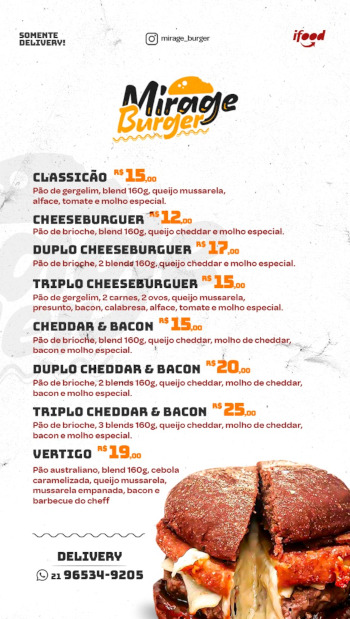 SOMENTE
DELIVERY!
mirage_burger
ifood
Mirage
Burger
CLASSICÃO R$ 15,00
Pão de gergelim, blend 160g, queijo mussarela,
alface, tomate e molho especial.
CHEESEBURGUER R$ 12,00
Pão de brioche, blend 160g, queijo cheddar e molho especial.
DUPLO CHEESEBURGUER R$ 17,00
Pão de brioche, 2 blends 160g, queijo cheddar e molho especial.
TRIPLO CHEESEBURGUER R$ 15,00
Pão de gergelim, 2 carnes, 2 ovos, queijo mussarela,
presunto, bacon, calabresa, alface, tomate e molho especial.
CHEDDAR & BACON R$ 15,00
Pão de brioche, blend 160g, queijo cheddar, molho de cheddar,
bacon e molho especial.
DUPLO CHEDDAR & BACON R$ 20,00
Pão de brioche, 2 blends 160g, queijo cheddar, molho de cheddar,
bacon e molho especial.
TRIPLO CHEDDAR & BACON R$ 25,00
Pão de brioche, 3 blends 160g, queijo cheddar, molho de cheddar,
bacon e molho especial.
VERTIGO R$ 19,00
Pão australiano, blend 160g, cebola
caramelizada, queijo mussarela,
mussarela empanada, bacon e
barbecue do cheff
DELIVERY
21 96534-9205